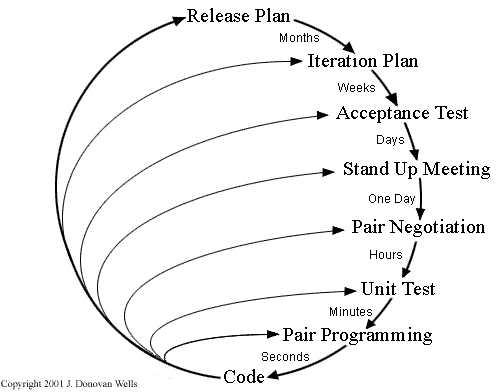 Release Plan
Months
Iteration Plan
Weeks
Acceptance Test
Days
Stand Up Meeting
One Day
Pair Negotiation
Hours
Unit Test
Minutes
Pair Programming
Seconds
Code
Copyright 2001 J. Donovan Wells